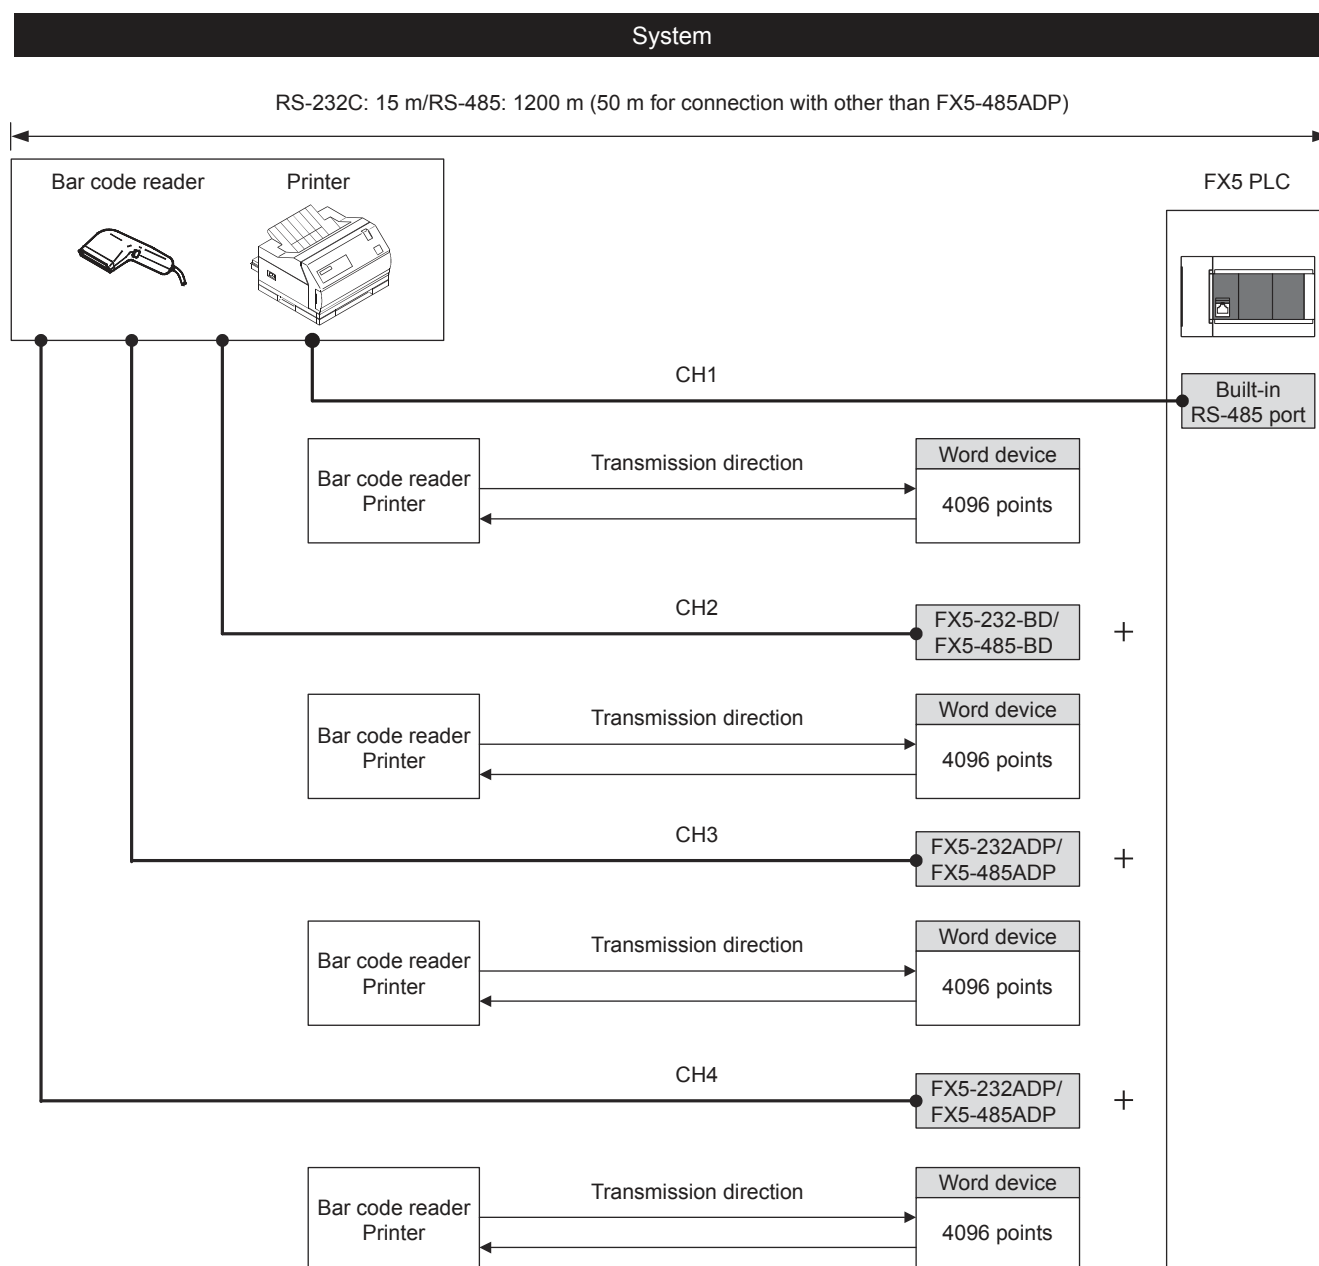 System
RS-232C: 15 m/RS-485: 1200 m (50 m for connection with other than FX5-485ADP)
Bar code reader
Printer
FX5 PLC
CH1
Built-in
RS-485 port
Bar code reader
Printer
Transmission direction
Word device
4096 points
CH2
FX5-232-BD/
FX5-485-BD
+
Bar code reader
Printer
Transmission direction
Word device
4096 points
CH3
FX5-232ADP/
FX5-485ADP
+
Bar code reader
Printer
Transmission direction
Word device
4096 points
CH4
FX5-232ADP/
FX5-485ADP
+
Bar code reader
Printer
Transmission direction
Word device
4096 points